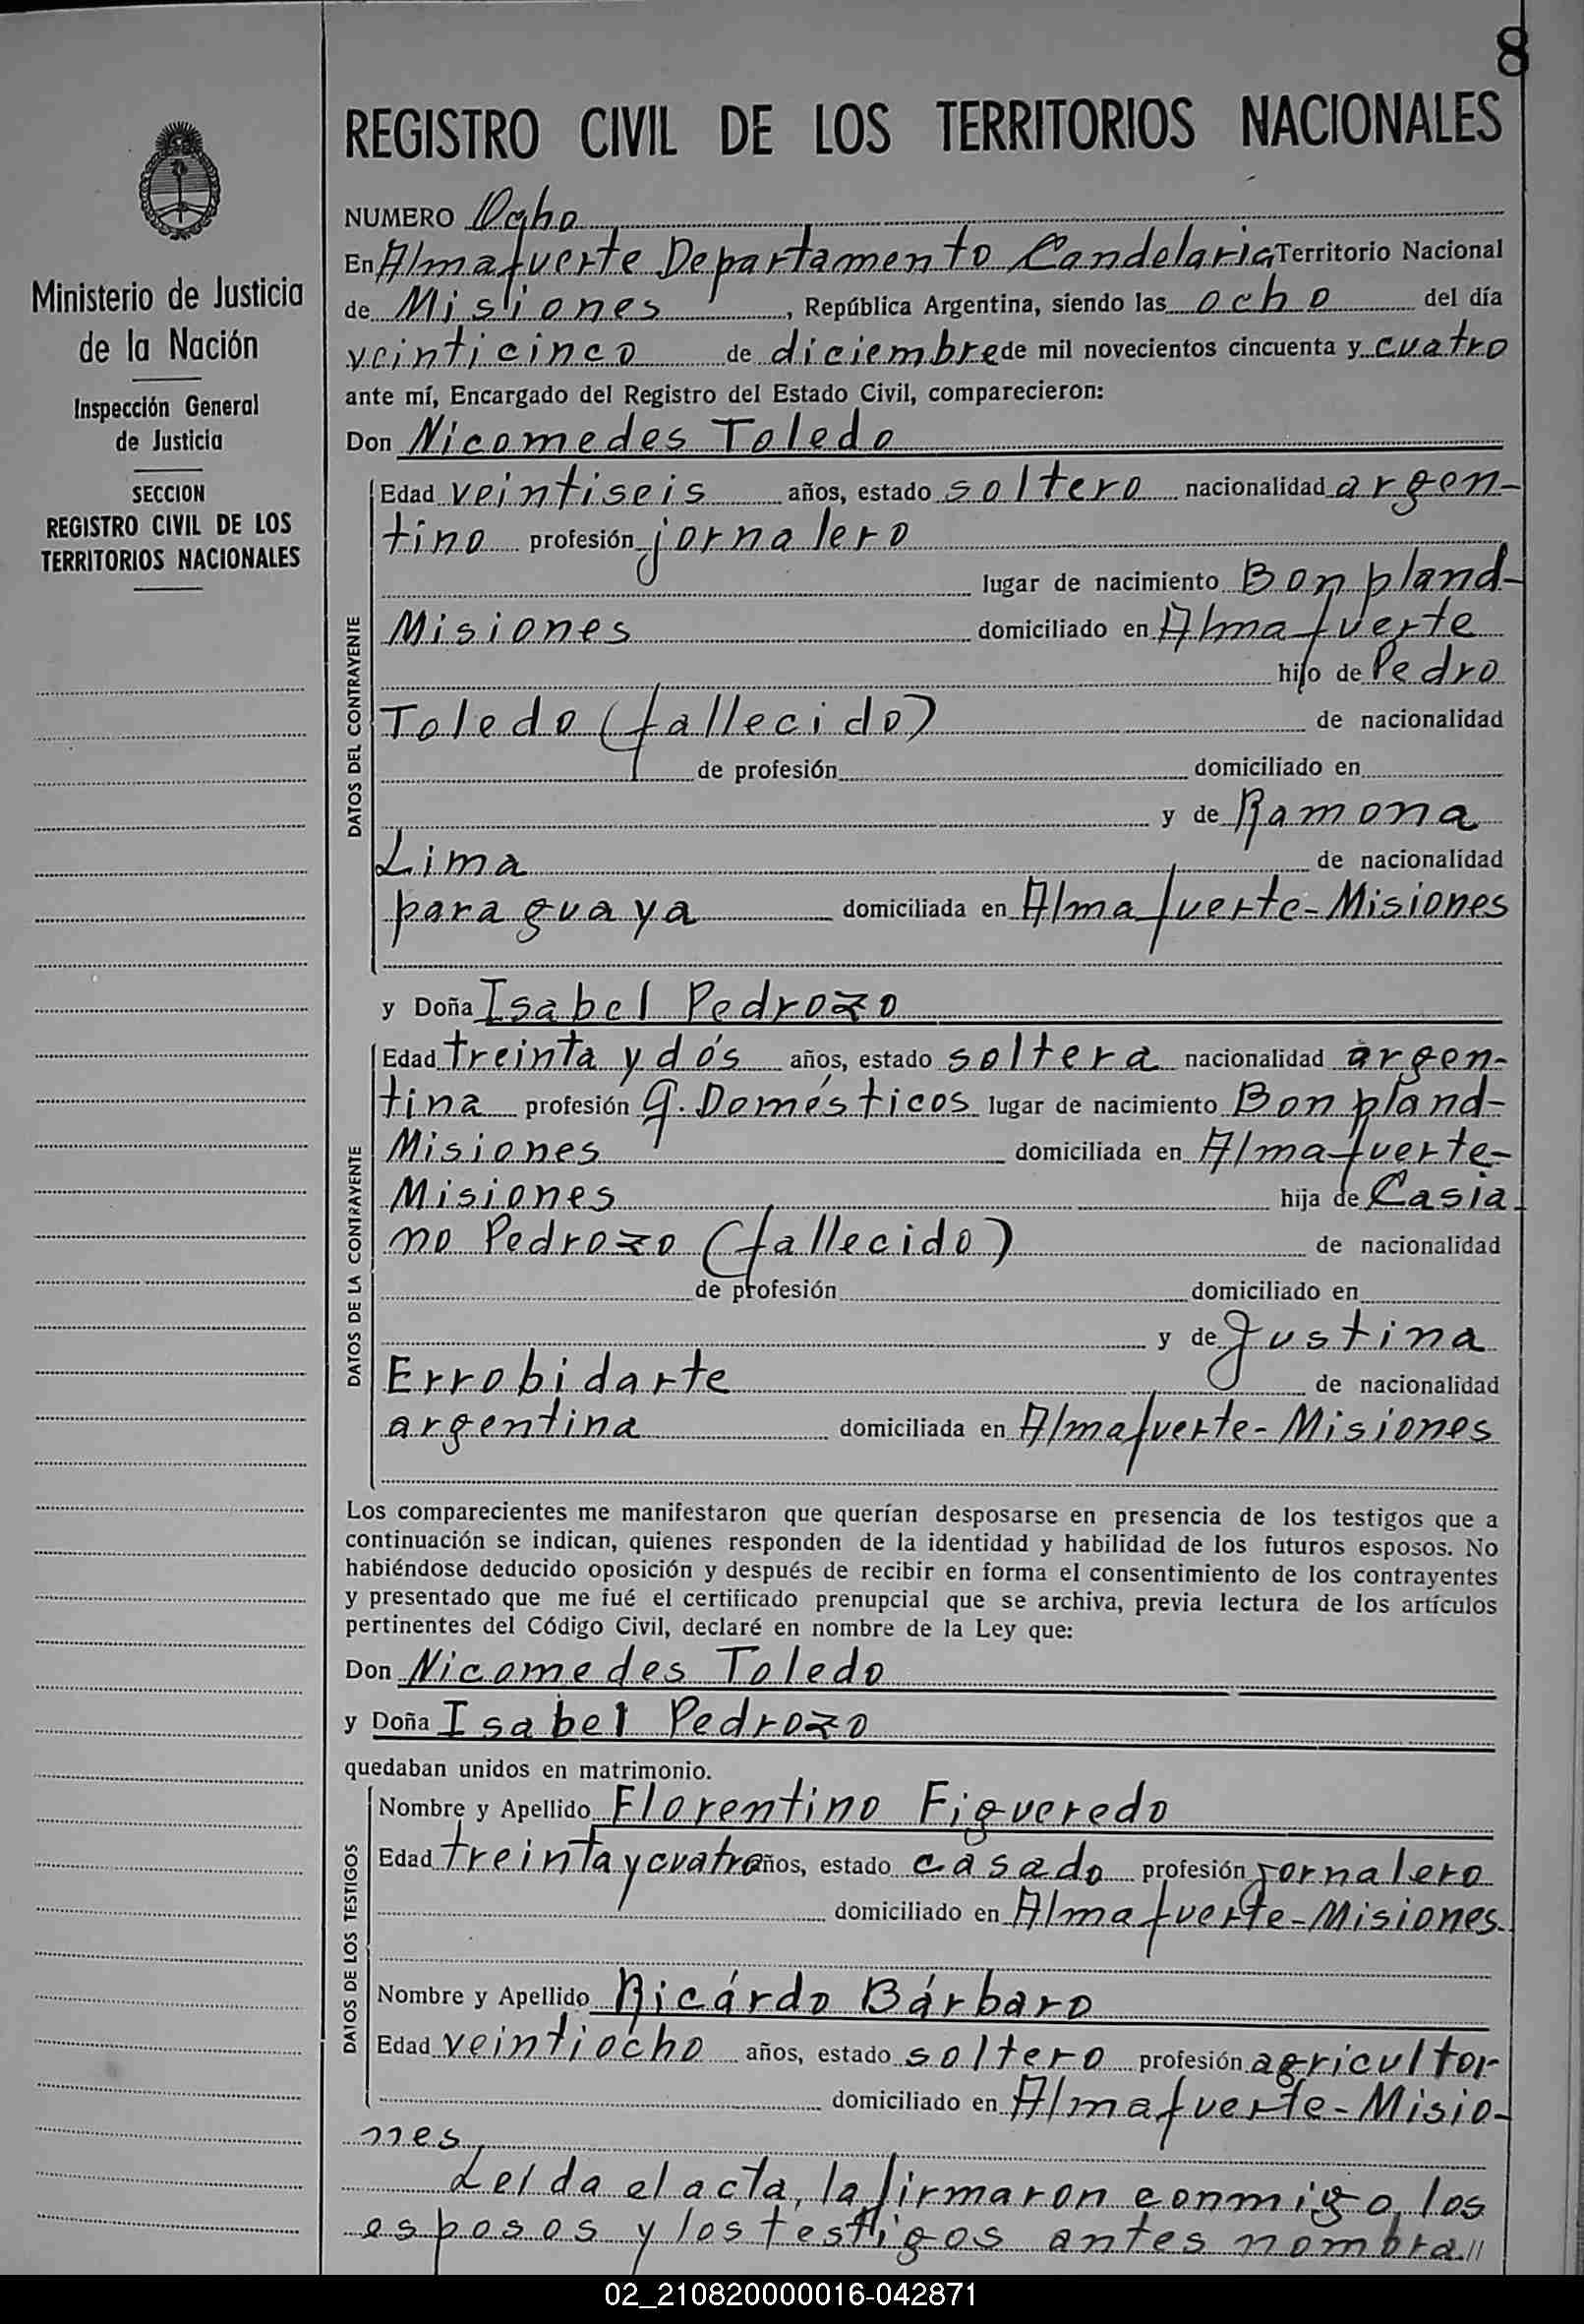 8
REGISTRO CIVIL DE LOS TERRITORIOS NACIONALES
Ministerio de Justicia
de la Nación
Inspección General
de Justicia
SECCION
REGISTRO CIVIL DE LOS
TERRITORIOS NACIONALES
NUMERO Ocho
En Almafuerte Departamento Candelaria Territorio Nacional
de Misiones, República Argentina, siendo las ocho del día
veinticinco de diciembre de mil novecientos cincuenta y cuatro
ante mí, Encargado del Registro del Estado Civil, comparecieron:
Don Nicomedes Toledo
DATOS DEL CONTRAYENTE
Edad veintiseis años, estado soltero nacionalidad argen-
tino profesión jornalero
lugar de nacimiento Bonpland-
Misiones domiciliado en Almafuerte
hijo de Pedro
Toledo (fallecido) de nacionalidad
de profesión domiciliado en
y de Ramona
Lima de nacionalidad
paraguaya domiciliada en Almafuerte-Misiones
y Doña Isabel Pedrozo
DATOS DE LA CONTRAYENTE
Edad treinta y dós años, estado soltera nacionalidad argen-
tina profesión Q. Domésticos lugar de nacimiento Bonpland-
Misiones domiciliada en Almafuerte-
Misiones hija de Casia
no Pedrozo (fallecido) de nacionalidad
de profesión domiciliado en
y de Justina
Errobidarte de nacionalidad
argentina domiciliada en Almafuerte-Misiones
Los comparecientes me manifestaron que querían desposarse en presencia de los testigos que a
continuación se indican, quienes responden de la identidad y habilidad de los futuros esposos. No
habiéndose deducido oposición y después de recibir en forma el consentimiento de los contrayentes
y presentado que me fué el certificado prenupcial que se archiva, previa lectura de los artículos
pertinentes del Código Civil, declaré en nombre de la Ley que:
Don Nicomedes Toledo
y Doña Isabel Pedrozo
quedaban unidos en matrimonio.
DATOS DE LOS TESTIGOS
Nombre y Apellido Florentino Figueredo
Edad treinta y cuatro años, estado casado profesión jornalero
domiciliado en Almafuerte-Misiones
Nombre y Apellido Ricárdo Bárbaro
Edad veintiócho años, estado soltero profesión agricultor
domiciliado en Almafuerte-Misio-
nes
Leída el acta, la firmaron conmigo, los
esposos y los testigos antes nombra//
02_210820000016-042871